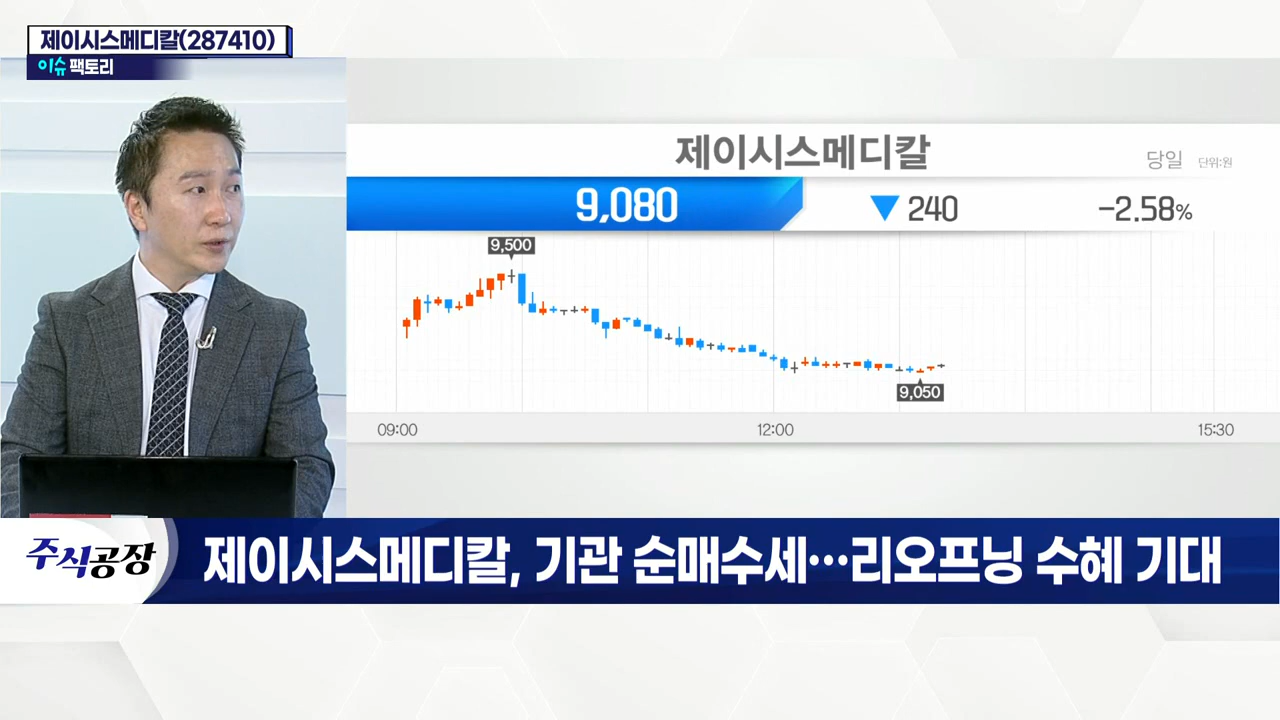 제이시스메디칼(287410)
이슈 팩토리
제이시스메디칼
당일 단위:원
9,080 ▼ 240 -2.58%
9,500
9,050
09:00 12:00 15:30
주식공장
제이시스메디칼, 기관 순매수세…리오프닝 수혜 기대